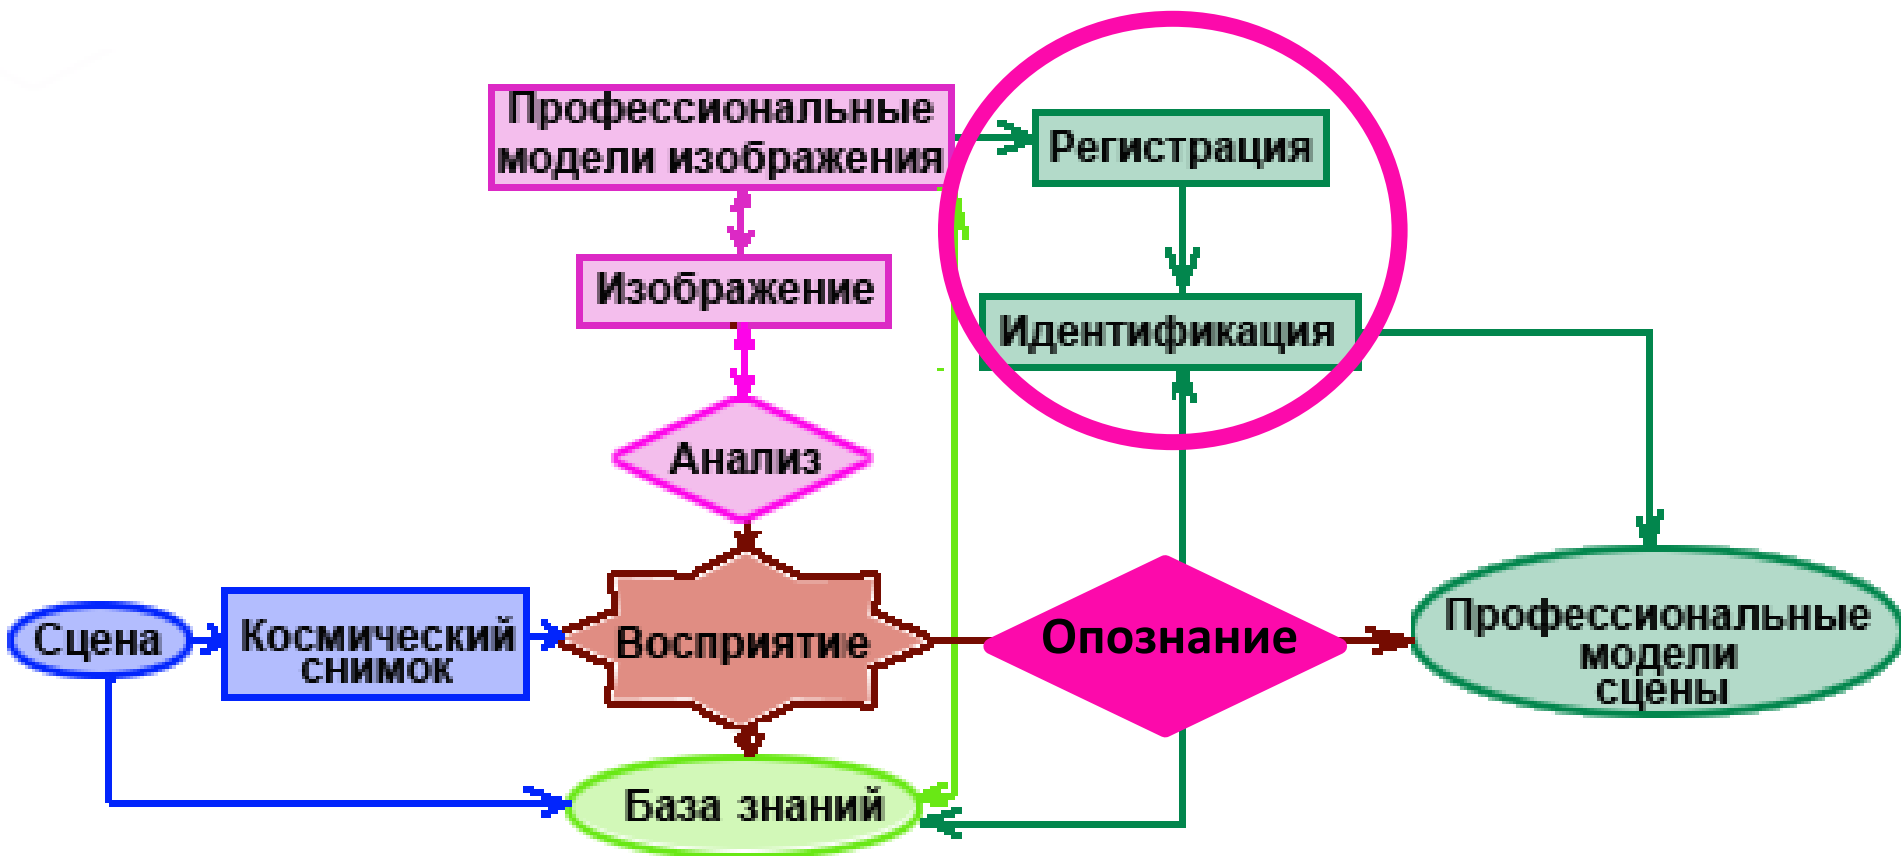 Профессиональные
модели изображения
Регистрация
Изображение
Идентификация
Анализ
Сцена
Космический
снимок
Восприятие
Опознание
Профессиональные
модели
сцены
База знаний